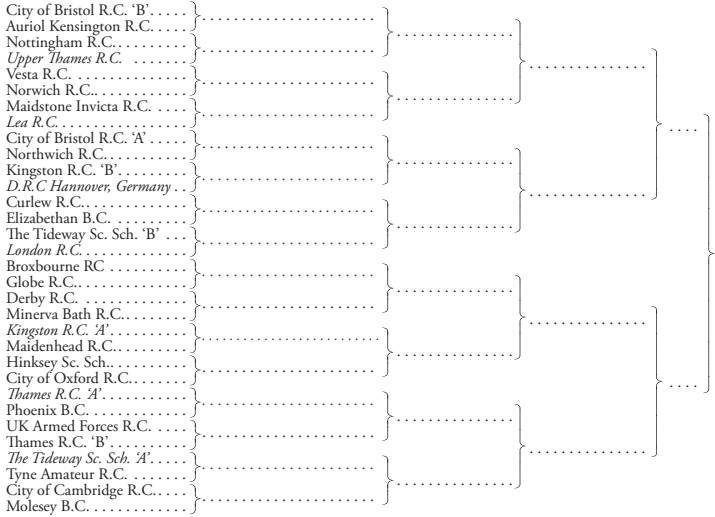 City of Bristol R.C. ‘B’. . . . .
Auriol Kensington R.C. . . . .
Nottingham R.C. . . . . . . . . .
Upper Thames R.C. . . . . . . .
Vesta R.C. . . . . . . . . . . . . .
Norwich R.C. . . . . . . . . . . .
Maidstone Invicta R.C. . . . .
Lea R.C. . . . . . . . . . . . . . . .
City of Bristol R.C. ‘A’ . . . . .
Northwich R.C. . . . . . . . . . .
Kingston R.C. ‘B’. . . . . . . . .
D.R.C Hannover, Germany . .
Curlew R.C. . . . . . . . . . . . .
Elizabethan B.C. . . . . . . . . .
The Tideway Sc. Sch. ‘B’ . . .
London R.C. . . . . . . . . . . . .
Broxbourne RC . . . . . . . . . .
Globe R.C. . . . . . . . . . . . . .
Derby R.C. . . . . . . . . . . . . .
Minerva Bath R.C. . . . . . . . .
Kingston R.C. ‘A’ . . . . . . . . .
Maidenhead R.C. . . . . . . . . .
Hinksey Sc. Sch. . . . . . . . . .
City of Oxford R.C. . . . . . . .
Thames R.C. ‘A’ . . . . . . . . . .
Phoenix B.C. . . . . . . . . . . . .
UK Armed Forces R.C. . . . .
Thames R.C. ‘B’ . . . . . . . . . .
The Tideway Sc. Sch. ‘A’. . . . .
Tyne Amateur R.C. . . . . . . .
City of Cambridge R.C. . . . .
Molesey B.C. . . . . . . . . . . . .